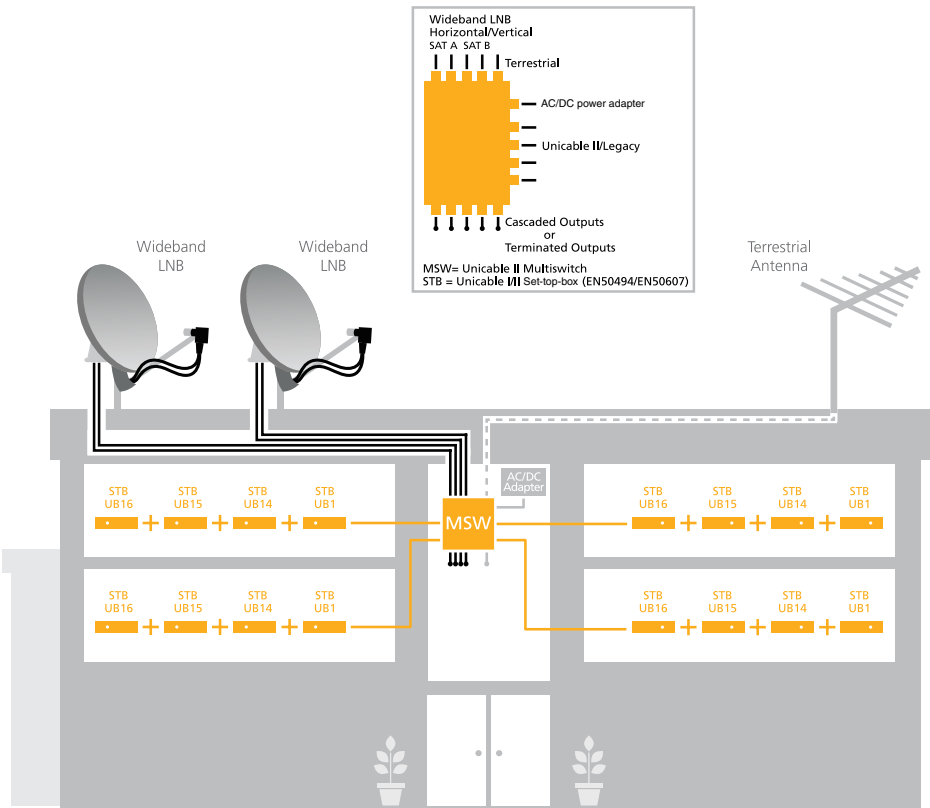 Wideband LNB
Horizontal/Vertical
SAT A SAT B
Terrestrial
AC/DC power adapter
Unicable II/Legacy
Cascaded Outputs
or
Terminated Outputs
MSW= Unicable II Multiswitch
STB = Unicable I/II Set-top-box (EN50494/EN50607)
Wideband
LNB
Wideband
LNB
Terrestrial
Antenna
AC/DC
Adapter
MSW
STB
UB16
STB
UB15
STB
UB14
STB
UB1
STB
UB16
STB
UB15
STB
UB14
STB
UB1
STB
UB16
STB
UB15
STB
UB14
STB
UB1
STB
UB16
STB
UB15
STB
UB14
STB
UB1